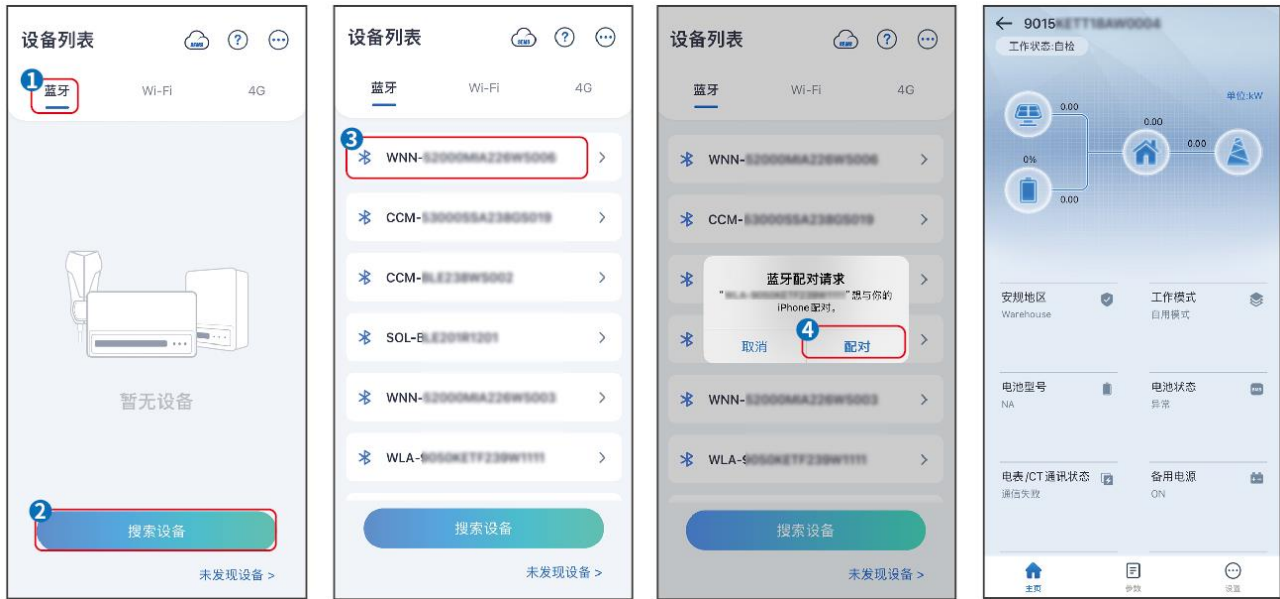 设备列表
1
蓝牙
Wi-Fi
4G
暂无设备
2
搜索设备
未发现设备 >
设备列表
蓝牙
Wi-Fi
4G
3
WNN-
CCM-
CCM-
SOL-B
WNN-
WLA-9
搜索设备
未发现设备 >
设备列表
蓝牙
Wi-Fi
4G
WNN-
CCM-
蓝牙配对请求
" "想与你的
iPhone配对。
4
取消
配对
WNN-
WLA-9
搜索设备
未发现设备 >
9015
工作状态:自检
单位:kW
0.00
0.00
0.00
0%
0.00
安规地区
Warehouse
工作模式
自用模式
电池型号
NA
电池状态
异常
电表/CT通讯状态
通信失败
备用电源
ON
主页
参数
设置